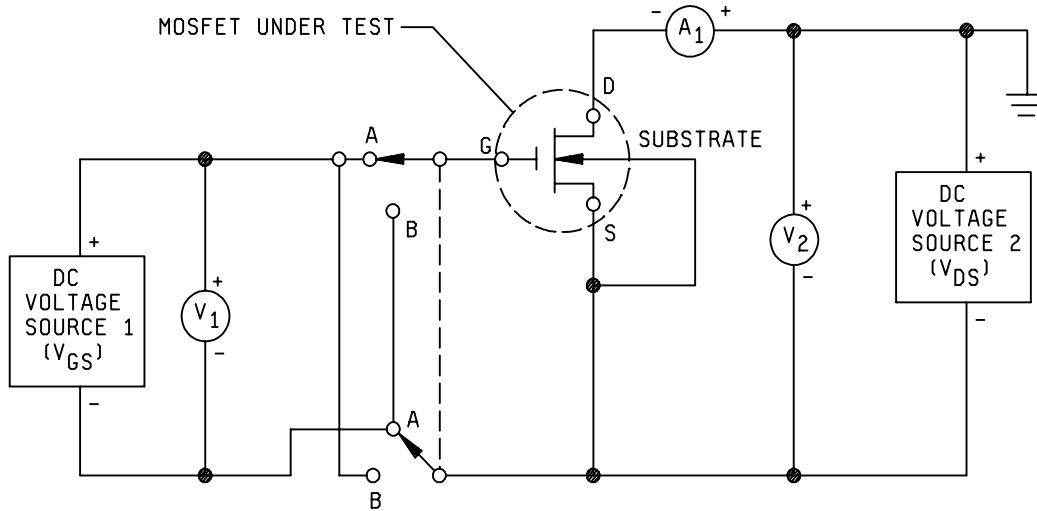 MOSFET UNDER TEST
- A1 +
D
SUBSTRATE
G
A
B
S
+
DC
VOLTAGE
SOURCE 1
(VGS)
-
+
V1
-
A
B
+
V2
-
+
DC
VOLTAGE
SOURCE 2
(VDS)
-